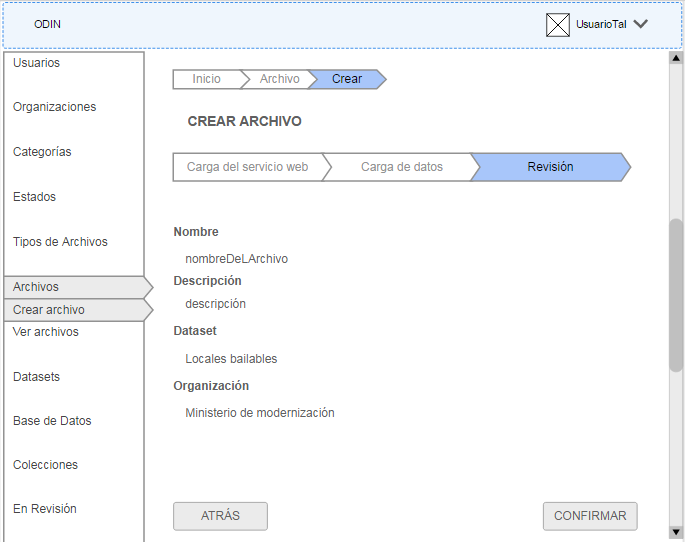 ODIN
UsuarioTal
Usuarios
Organizaciones
Categorías
Estados
Tipos de Archivos
Archivos
Crear archivo
Ver archivos
Datasets
Base de Datos
Colecciones
En Revisión
Inicio
Archivo
Crear
CREAR ARCHIVO
Carga del servicio web
Carga de datos
Revisión
Nombre
nombreDeLArchivo
Descripción
descripción
Dataset
Locales bailables
Organización
Ministerio de modernización
ATRÁS
CONFIRMAR